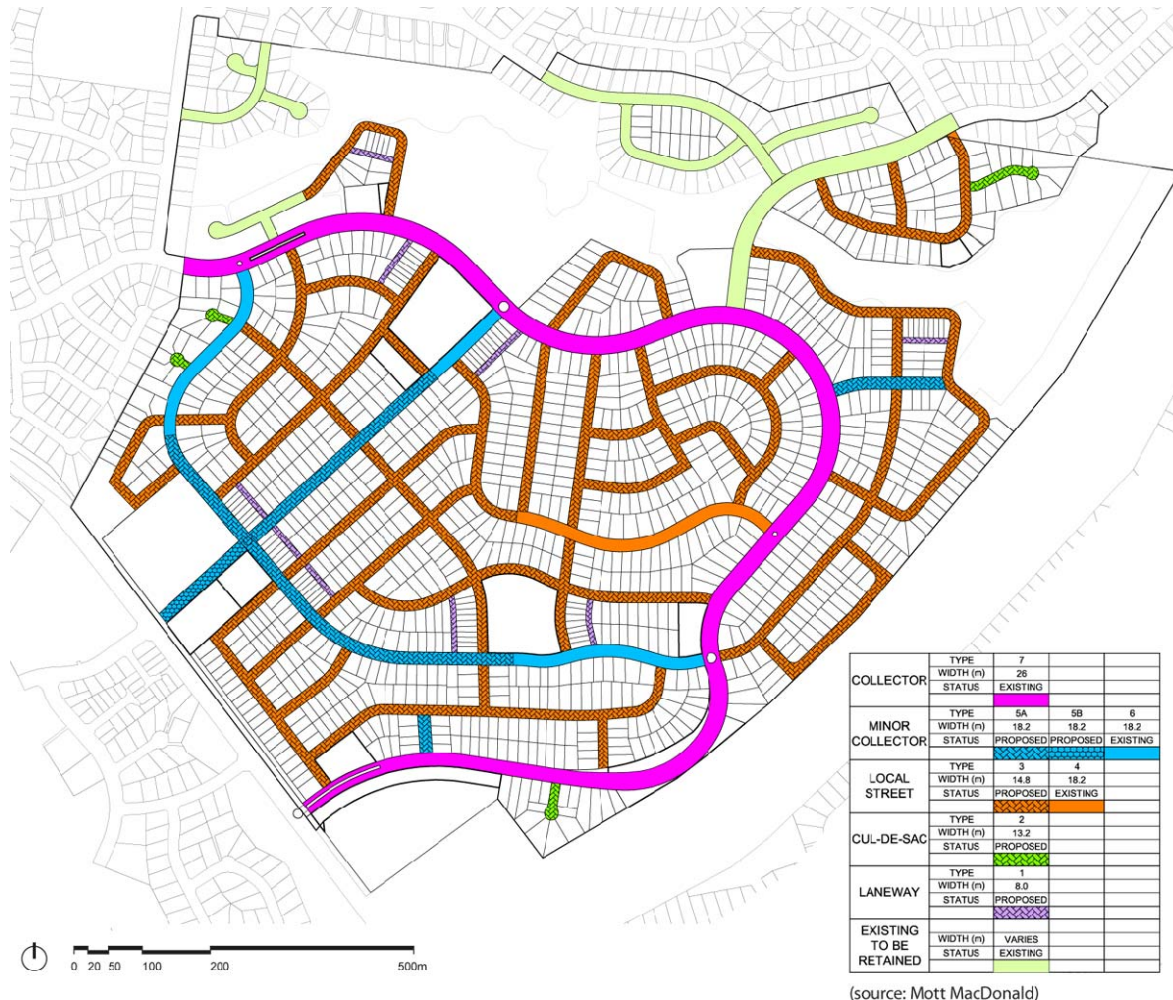 COLLECTOR
TYPE 7
WIDTH (m) 26
STATUS EXISTING
MINOR COLLECTOR
TYPE 5A 5B 6
WIDTH (m) 18.2 18.2 18.2
STATUS PROPOSED PROPOSED EXISTING
LOCAL STREET
TYPE 3 4
WIDTH (m) 14.8 18.2
STATUS PROPOSED EXISTING
CUL-DE-SAC
TYPE 2
WIDTH (m) 13.2
STATUS PROPOSED
LANEWAY
TYPE 1
WIDTH (m) 8.0
STATUS PROPOSED
EXISTING TO BE RETAINED
WIDTH (m) VARIES
STATUS EXISTING
0 20 50 100 200 500m
(source: Mott MacDonald)